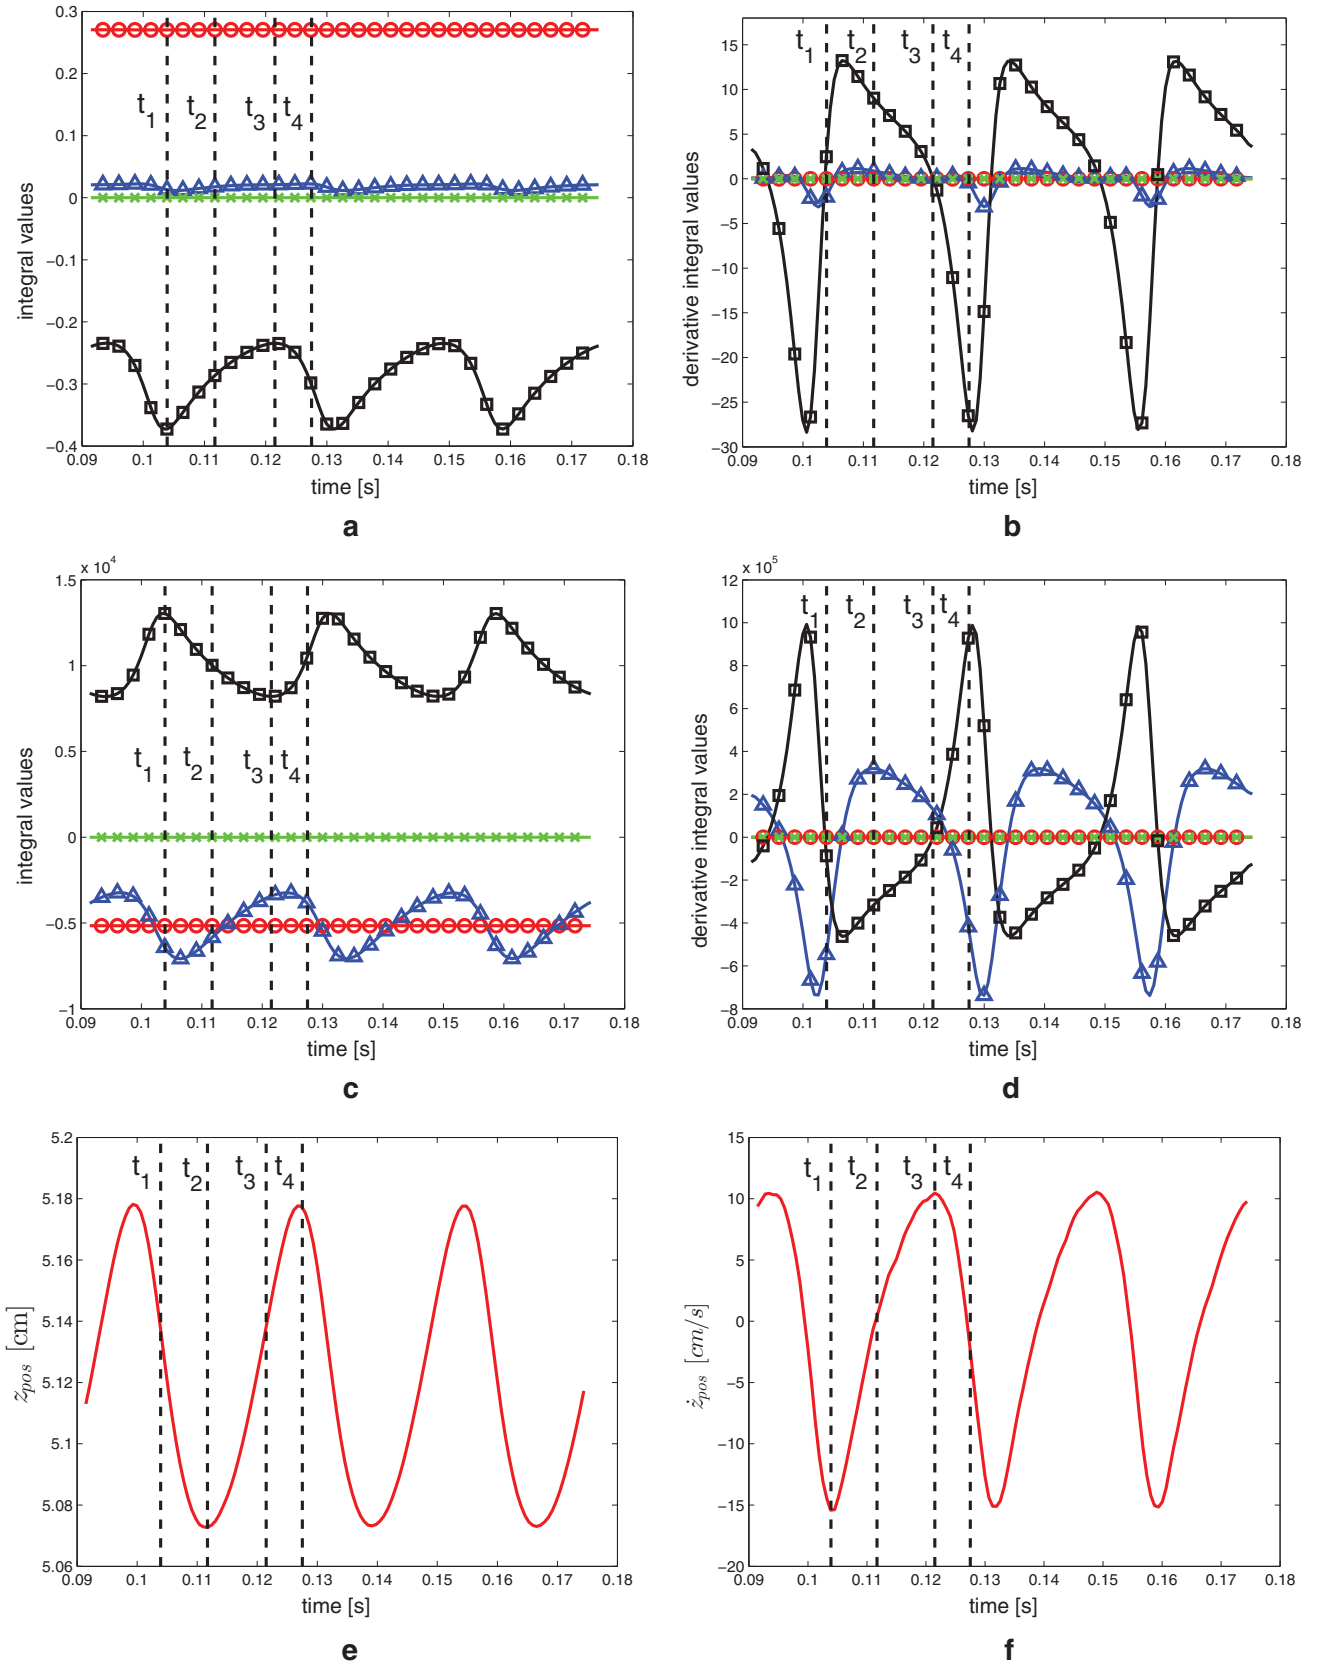 0.3
0.2
0.1
0
−0.1
−0.2
−0.3
−0.4
integral values
t1 t2 t3 t4
0.09 0.1 0.11 0.12 0.13 0.14 0.15 0.16 0.17 0.18
time [s]
a
15
10
5
0
−5
−10
−15
−20
−25
−30
derivative integral values
t1 t2 t3 t4
0.09 0.1 0.11 0.12 0.13 0.14 0.15 0.16 0.17 0.18
time [s]
b
x 10^4
1.5
1
0.5
0
−0.5
−1
integral values
t1 t2 t3 t4
0.09 0.1 0.11 0.12 0.13 0.14 0.15 0.16 0.17 0.18
time [s]
c
x 10^5
12
10
8
6
4
2
0
−2
−4
−6
−8
derivative integral values
t1 t2 t3 t4
0.09 0.1 0.11 0.12 0.13 0.14 0.15 0.16 0.17 0.18
time [s]
d
5.2
5.18
5.16
5.14
5.12
5.1
5.08
5.06
z_pos [cm]
t1 t2 t3 t4
0.09 0.1 0.11 0.12 0.13 0.14 0.15 0.16 0.17 0.18
time [s]
e
15
10
5
0
−5
−10
−15
−20
ż_pos [cm/s]
t1 t2 t3 t4
0.09 0.1 0.11 0.12 0.13 0.14 0.15 0.16 0.17 0.18
time [s]
f